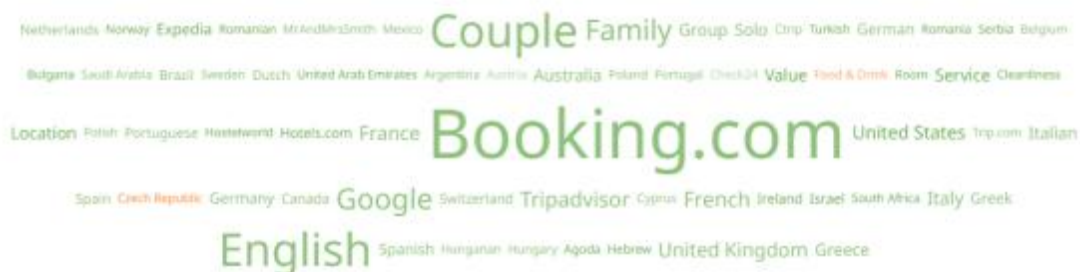 Netherlands Norway Expedia Romanian MrAndMrsSmith Mexico Couple Family Group Solo Ctrip Turkish German Romania Serbia Belgium
Bulgaria Saudi Arabia Brazil Sweden Dutch United Arab Emirates Argentina Austria Australia Poland Portugal Check24 Value Food & Drink Room Service Cleanliness
Location Polish Portuguese Hostelworld Hotels.com France Booking.com United States Trip.com Italian
Spain Czech Republic Germany Canada Google Switzerland Tripadvisor Cyprus French Ireland Israel South Africa Italy Greek
English Spanish Hungarian Hungary Agoda Hebrew United Kingdom Greece